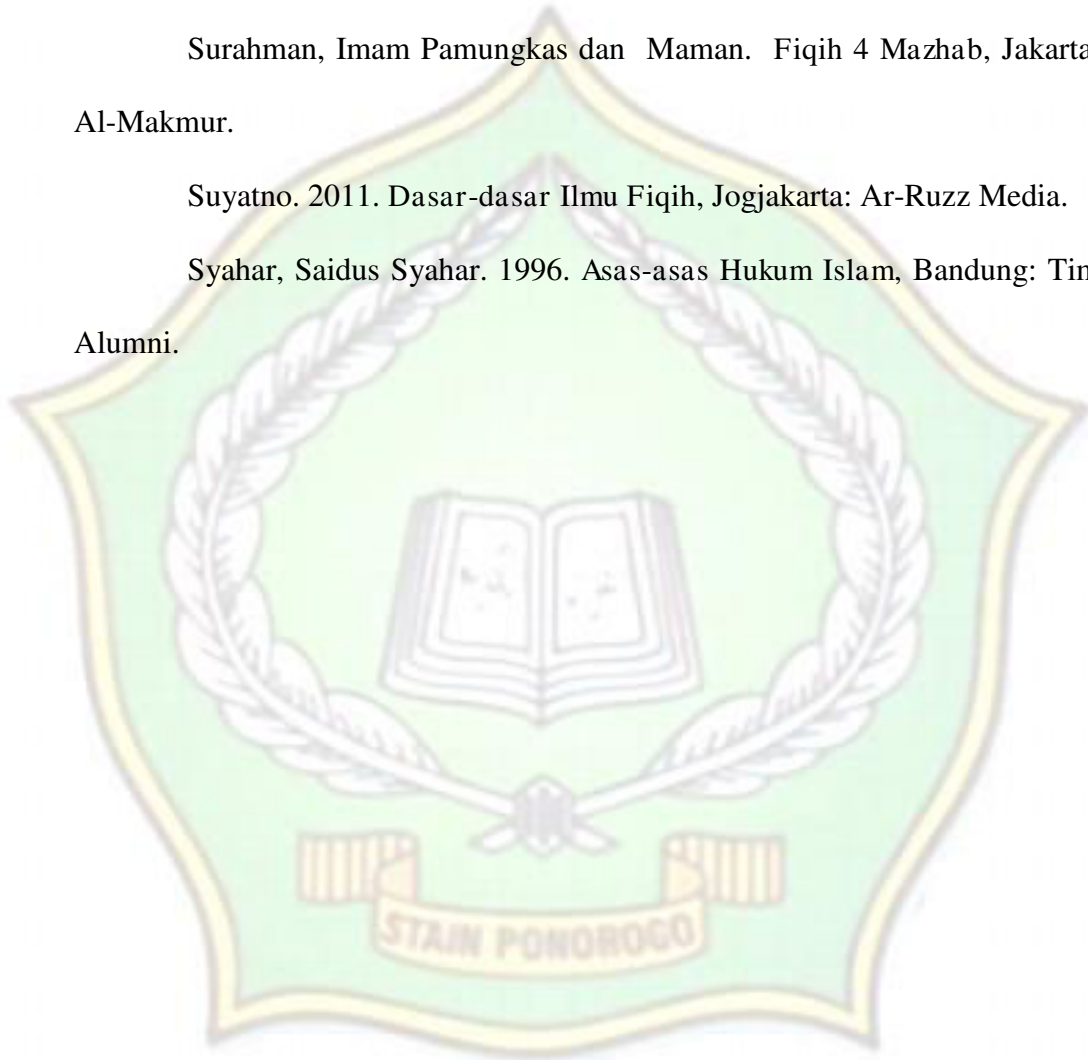 Surahman, Imam Pamungkas dan Maman. Fiqih 4 Mazhab, Jakarta
Al-Makmur.
Suyatno. 2011. Dasar-dasar Ilmu Fiqih, Jogjakarta: Ar-Ruzz Media.
Syahar, Saidus Syahar. 1996. Asas-asas Hukum Islam, Bandung: Tin
Alumni.
STAIN PONOROGO